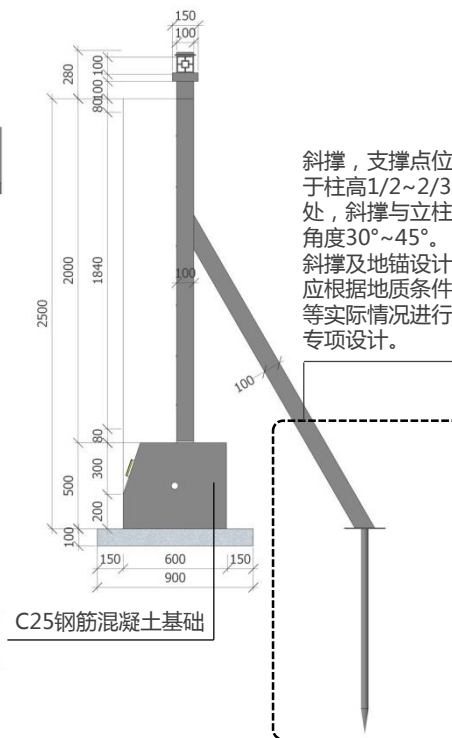 150
100
280
100
100
80
斜撑，支撑点位
于柱高1/2~2/3
处，斜撑与立柱
角度30°~45°。
斜撑及地锚设计
应根据地质条件
等实际情况进行
专项设计。
2500
2000
1840
100
100
80
500
300
200
100
150 600 150
900
C25钢筋混凝土基础